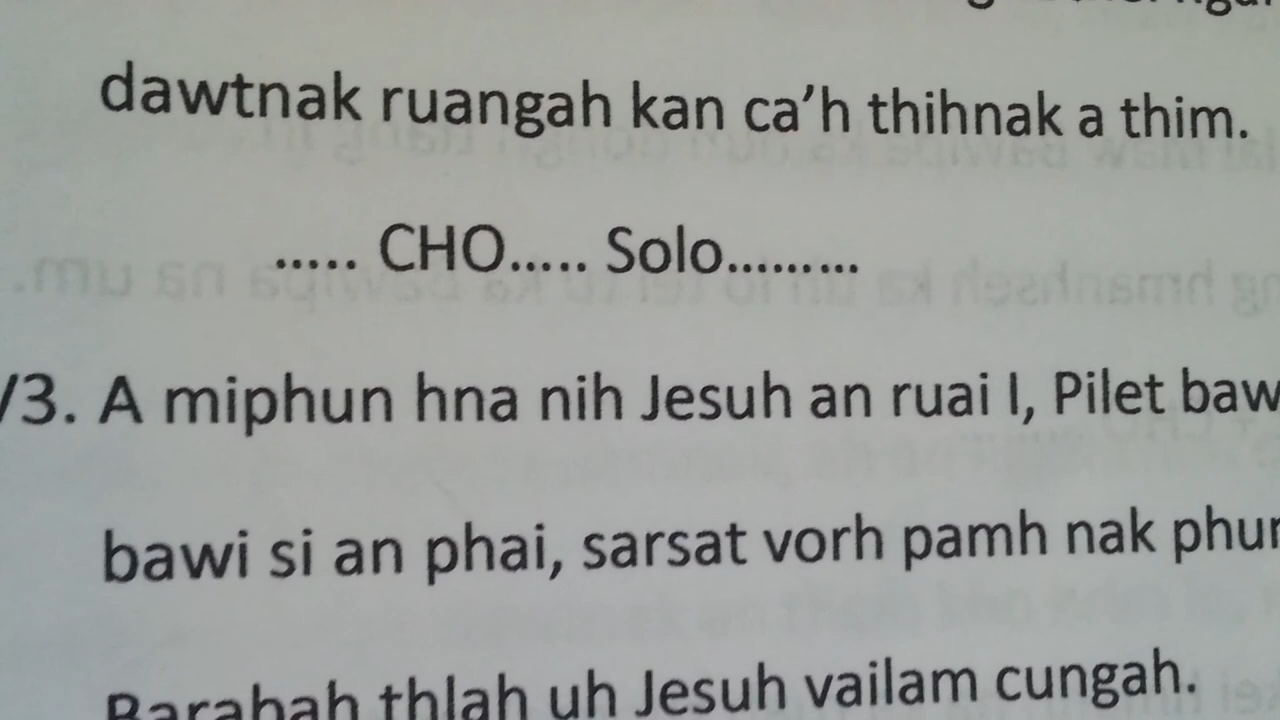 dawtnak ruangah kan ca'h thihnak a thim.
..... CHO..... Solo.........
/3. A miphun hna nih Jesuh an ruai I, Pilet baw
bawi si an phai, sarsat vorh pamh nak phun
Barabah thlah uh Jesuh vailam cungah.